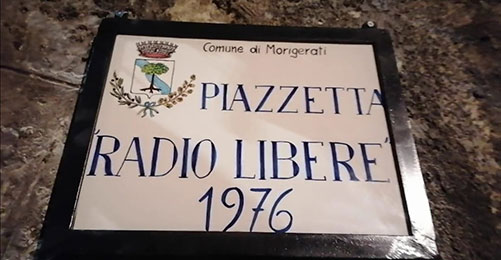 Comune di Morigerati
PIAZZETTA
"RADIO LIBERE"
1976